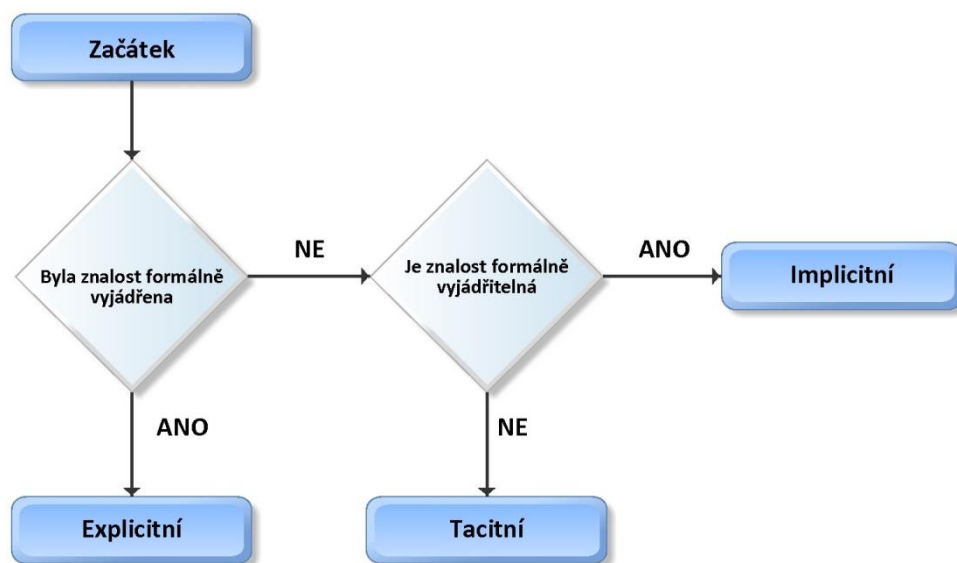 Začátek
Byla znalost formálně
vyjádřena
NE
Je znalost formálně
vyjádřitelná
ANO
Implicitní
ANO
NE
Explicitní
Tacitní